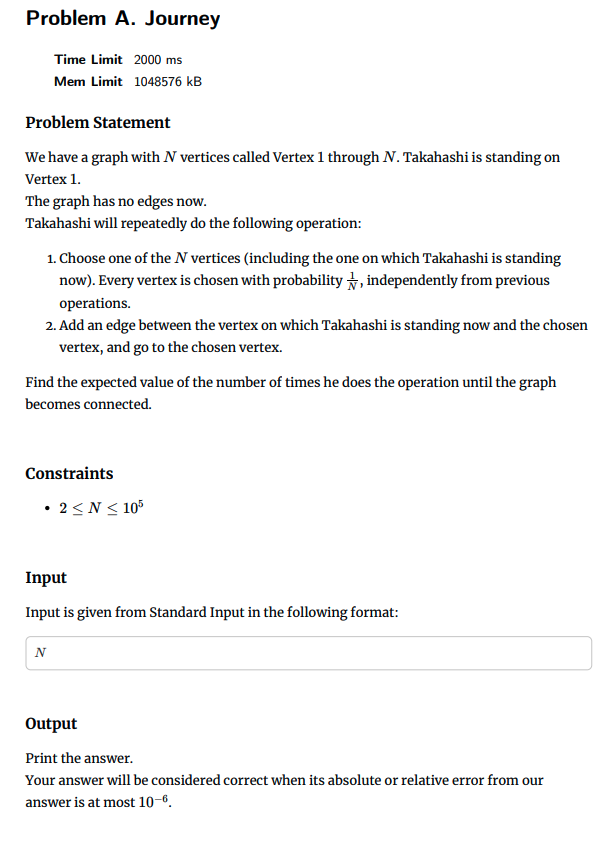 Problem A. Journey
Time Limit 2000 ms
Mem Limit 1048576 kB
Problem Statement
We have a graph with N vertices called Vertex 1 through N. Takahashi is standing on
Vertex 1.
The graph has no edges now.
Takahashi will repeatedly do the following operation:
1. Choose one of the N vertices (including the one on which Takahashi is standing
now). Every vertex is chosen with probability 1/N, independently from previous
operations.
2. Add an edge between the vertex on which Takahashi is standing now and the chosen
vertex, and go to the chosen vertex.
Find the expected value of the number of times he does the operation until the graph
becomes connected.
Constraints
• 2 ≤ N ≤ 10⁵
Input
Input is given from Standard Input in the following format:
N
Output
Print the answer.
Your answer will be considered correct when its absolute or relative error from our
answer is at most 10⁻⁶.